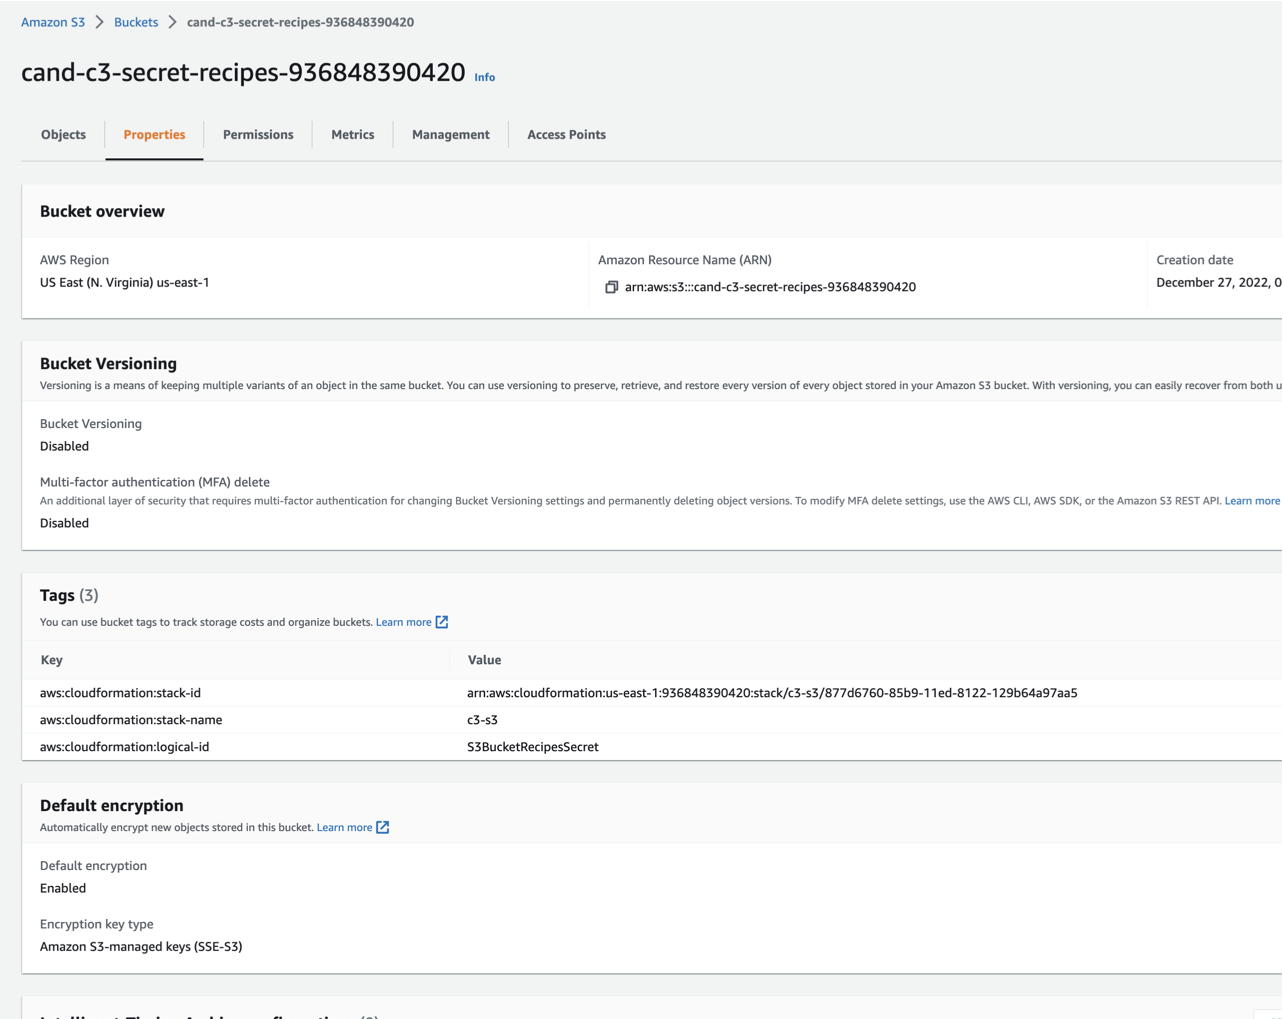 Amazon S3 > Buckets > cand-c3-secret-recipes-936848390420
cand-c3-secret-recipes-936848390420 Info
Objects Properties Permissions Metrics Management Access Points
Bucket overview
AWS Region Amazon Resource Name (ARN) Creation date
US East (N. Virginia) us-east-1 arn:aws:s3:::cand-c3-secret-recipes-936848390420 December 27, 2022,
Bucket Versioning
Versioning is a means of keeping multiple variants of an object in the same bucket. You can use versioning to preserve, retrieve, and restore every version of every object stored in your Amazon S3 bucket. With versioning, you can easily recover from both
Bucket Versioning
Disabled
Multi-factor authentication (MFA) delete
An additional layer of security that requires multi-factor authentication for changing Bucket Versioning settings and permanently deleting object versions. To modify MFA delete settings, use the AWS CLI, AWS SDK, or the Amazon S3 REST API. Learn more
Disabled
Tags (3)
You can use bucket tags to track storage costs and organize buckets. Learn more
Key Value
aws:cloudformation:stack-id arn:aws:cloudformation:us-east-1:936848390420:stack/c3-s3/877d6760-85b9-11ed-8122-129b64a97aa5
aws:cloudformation:stack-name c3-s3
aws:cloudformation:logical-id S3BucketRecipesSecret
Default encryption
Automatically encrypt new objects stored in this bucket. Learn more
Default encryption
Enabled
Encryption key type
Amazon S3-managed keys (SSE-S3)